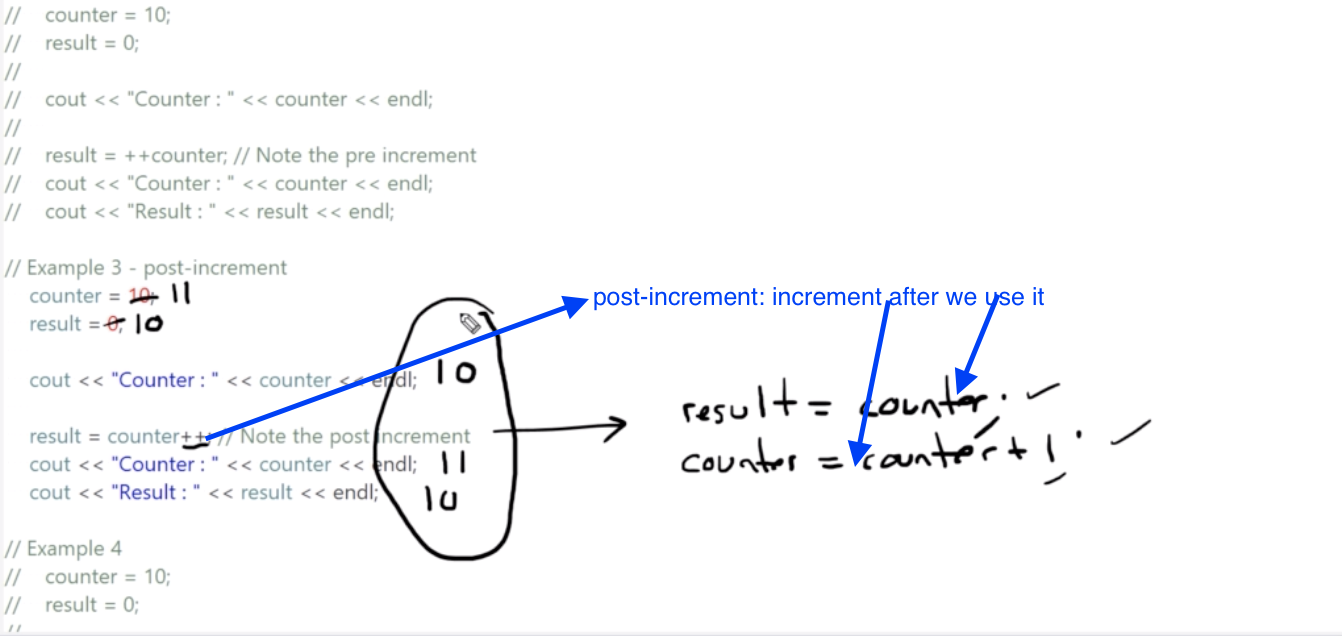 // counter = 10;
// result = 0;
//
// cout << "Counter : " << counter << endl;
//
// result = ++counter; // Note the pre increment
// cout << "Counter : " << counter << endl;
// cout << "Result : " << result << endl;
// Example 3 - post-increment
counter = 10; 11
result = 0; 10
post-increment: increment after we use it
cout << "Counter : " << counter << endl; 10
result = counter.
counter = counter + 1.
result = counter++; // Note the post increment
cout << "Counter : " << counter << endl; 11
cout << "Result : " << result << endl; 10
// Example 4
// counter = 10;
// result = 0;
//